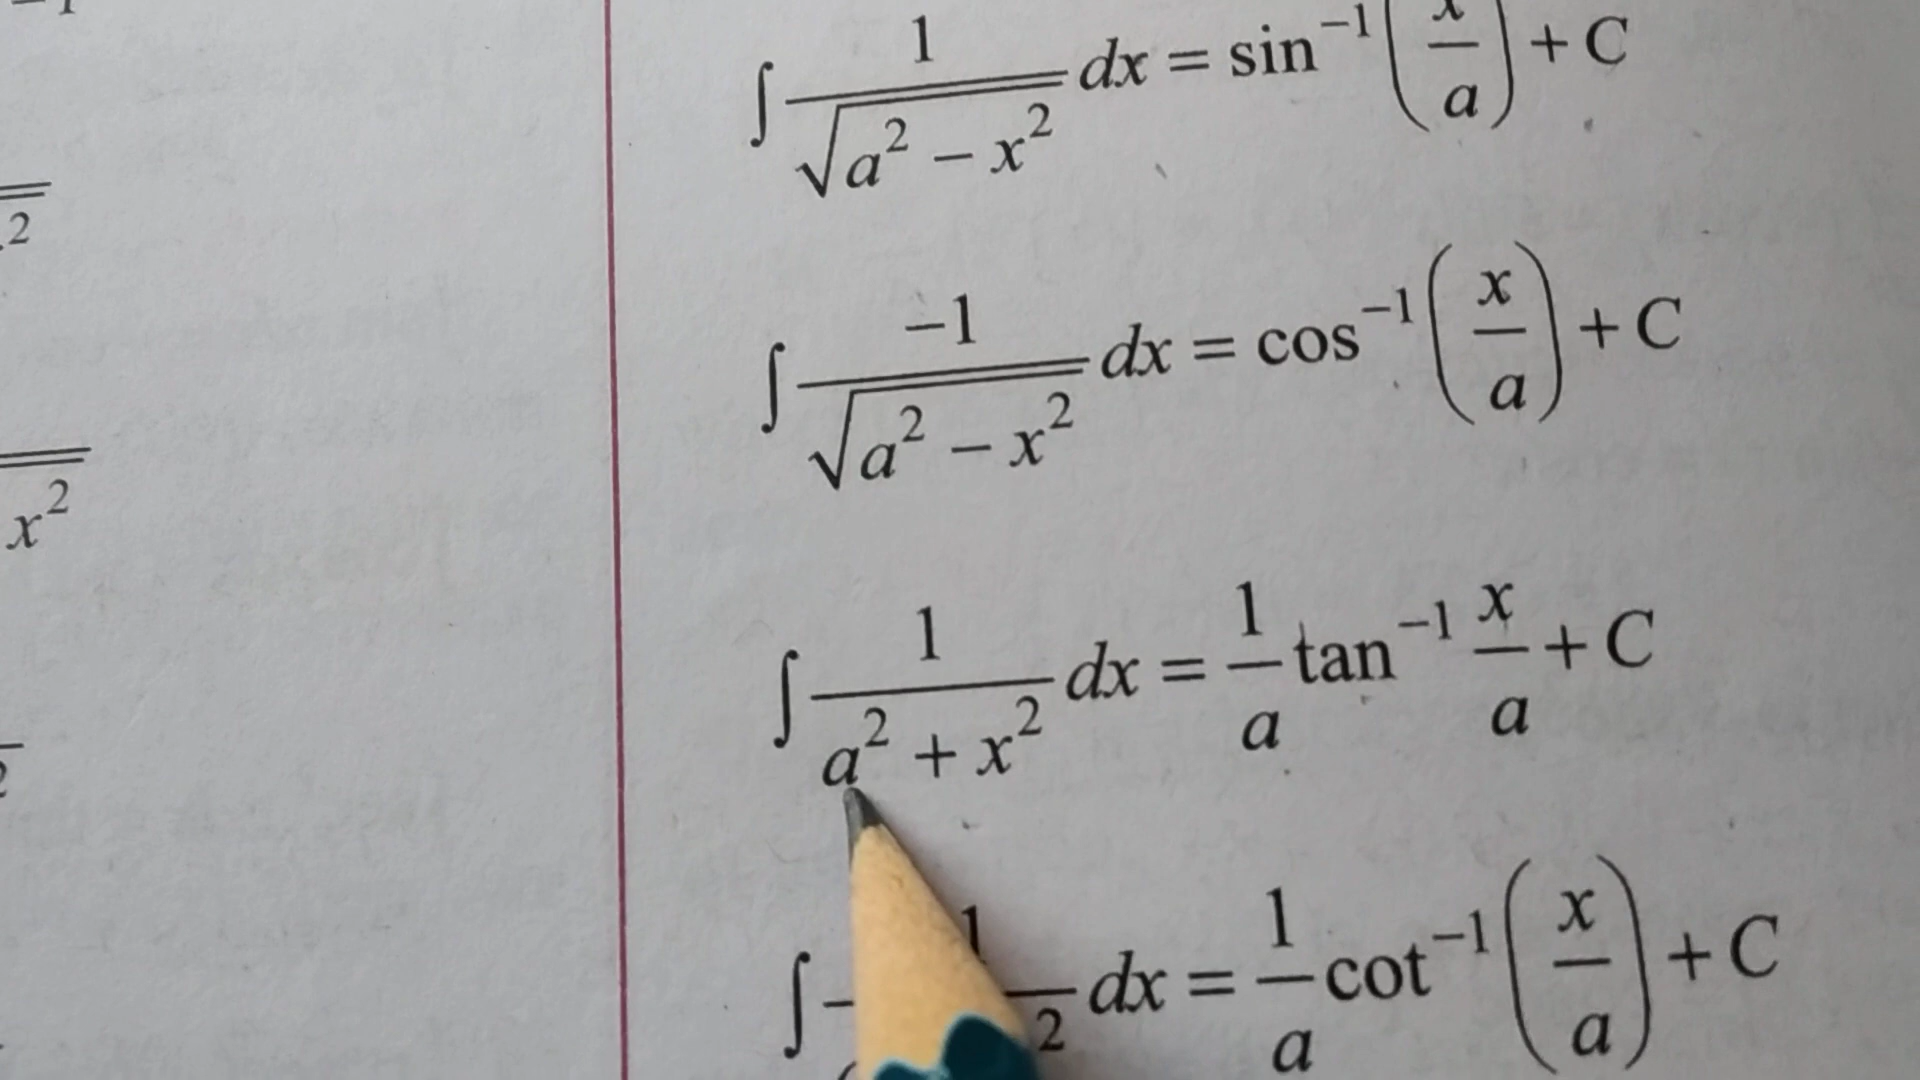 ∫ 1/√(a² − x²) dx = sin⁻¹(x/a) + C
∫ −1/√(a² − x²) dx = cos⁻¹(x/a) + C
∫ 1/(a² + x²) dx = 1/a tan⁻¹ x/a + C
dx = 1/a cot⁻¹(x/a) + C